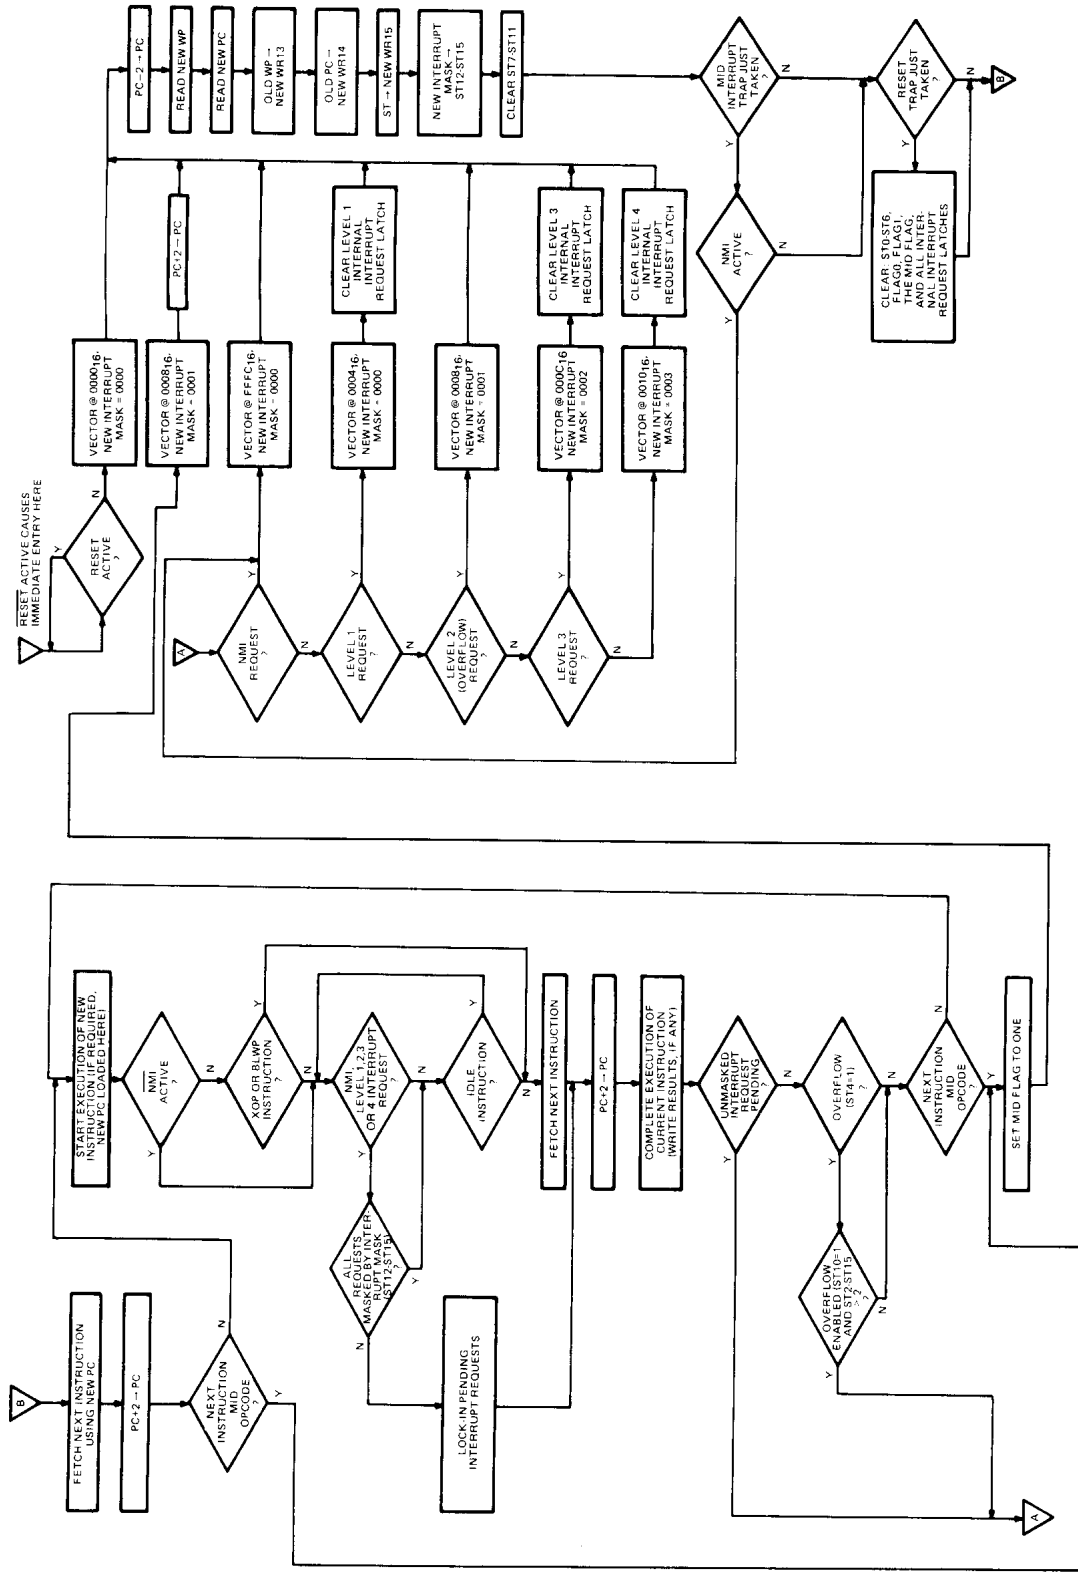 RESET ACTIVE CAUSES
IMMEDIATE ENTRY HERE
RESET
ACTIVE
?
Y
N
VECTOR @ 0000₁₆,
NEW INTERRUPT
MASK = 0000
VECTOR @ 0008₁₆,
NEW INTERRUPT
MASK = 0001
PC+2→PC
A
NMI
REQUEST
?
Y
N
VECTOR @ FFFC₁₆,
NEW INTERRUPT
MASK = 0000
LEVEL 1
REQUEST
?
Y
N
VECTOR @ 0004₁₆,
NEW INTERRUPT
MASK = 0000
CLEAR LEVEL 1
INTERNAL
INTERRUPT
REQUEST LATCH
LEVEL 2
(OVERFLOW)
REQUEST
?
Y
N
VECTOR @ 0008₁₆,
NEW INTERRUPT
MASK = 0001
LEVEL 3
REQUEST
?
Y
N
VECTOR @ 000C16
NEW INTERRUPT
MASK = 0002
CLEAR LEVEL 3
INTERNAL
INTERRUPT
REQUEST LATCH
VECTOR @ 0010₁₆,
NEW INTERRUPT
MASK = 0003
CLEAR LEVEL 4
INTERNAL
INTERRUPT
REQUEST LATCH
PC−2→PC
READ NEW WP
READ NEW PC
OLD WP→
NEW WR13
OLD PC→
NEW WR14
ST→NEW WR15
NEW INTERRUPT
MASK→
ST12-ST15
CLEAR ST7-ST11
MID
INTERRUPT
TRAP JUST
TAKEN
?
Y
N
NMI
ACTIVE
?
Y
N
RESET
TRAP JUST
TAKEN
?
Y
N
CLEAR: ST0-ST6,
FLAG0, FLAG1,
THE MID FLAG,
AND ALL INTER-
NAL INTERRUPT
REQUEST LATCHES
B
B
FETCH NEXT INSTRUCTION
USING NEW PC
PC+2→PC
NEXT
INSTRUCTION
MID
OPCODE
?
N
Y
START EXECUTION OF NEW
INSTRUCTION (IF REQUIRED,
NEW PC LOADED HERE)
NMI
ACTIVE
?
Y
N
XOP OR BLWP
INSTRUCTION
?
Y
N
NMI,
LEVEL 1,2,3
OR 4 INTERRUPT
REQUEST
?
Y
N
ALL
REQUESTS
MASKED BY INTER-
RUPT MASK
(ST12-ST15)
?
Y
N
IDLE
INSTRUCTION
?
Y
N
LOCK-IN PENDING
INTERRUPT REQUESTS
FETCH NEXT INSTRUCTION
PC+2→PC
COMPLETE EXECUTION OF
CURRENT INSTRUCTION
(WRITE RESULTS, IF ANY)
UNMASKED
INTERRUPT
REQUEST
PENDING
?
Y
N
OVERFLOW
(ST4=1)
?
Y
N
OVERFLOW
ENABLED (ST10=1
AND ST2-ST15
> 2
?
Y
N
NEXT
INSTRUCTION
MID
OPCODE
?
N
Y
SET MID FLAG TO ONE
A